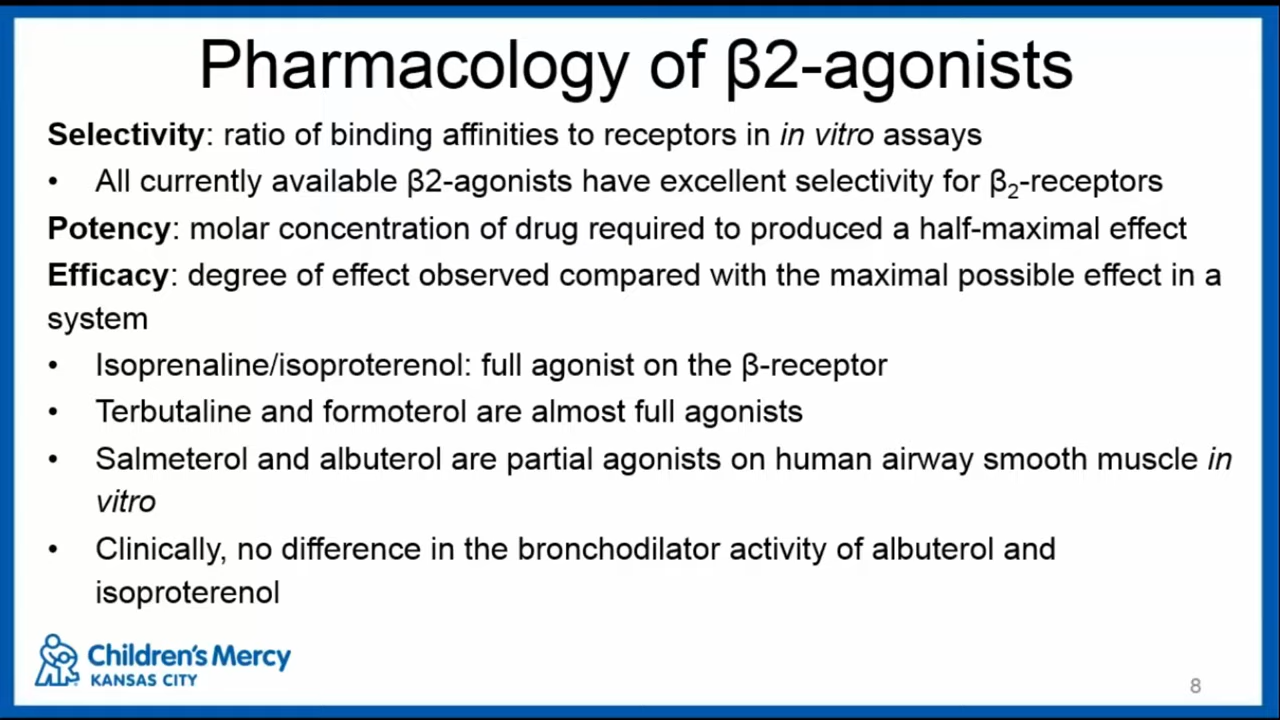 Pharmacology of β2-agonists
Selectivity: ratio of binding affinities to receptors in in vitro assays
• All currently available β2-agonists have excellent selectivity for β₂-receptors
Potency: molar concentration of drug required to produced a half-maximal effect
Efficacy: degree of effect observed compared with the maximal possible effect in a
system
• Isoprenaline/isoproterenol: full agonist on the β-receptor
• Terbutaline and formoterol are almost full agonists
• Salmeterol and albuterol are partial agonists on human airway smooth muscle in
vitro
• Clinically, no difference in the bronchodilator activity of albuterol and
isoproterenol
Children's Mercy
KANSAS CITY
8